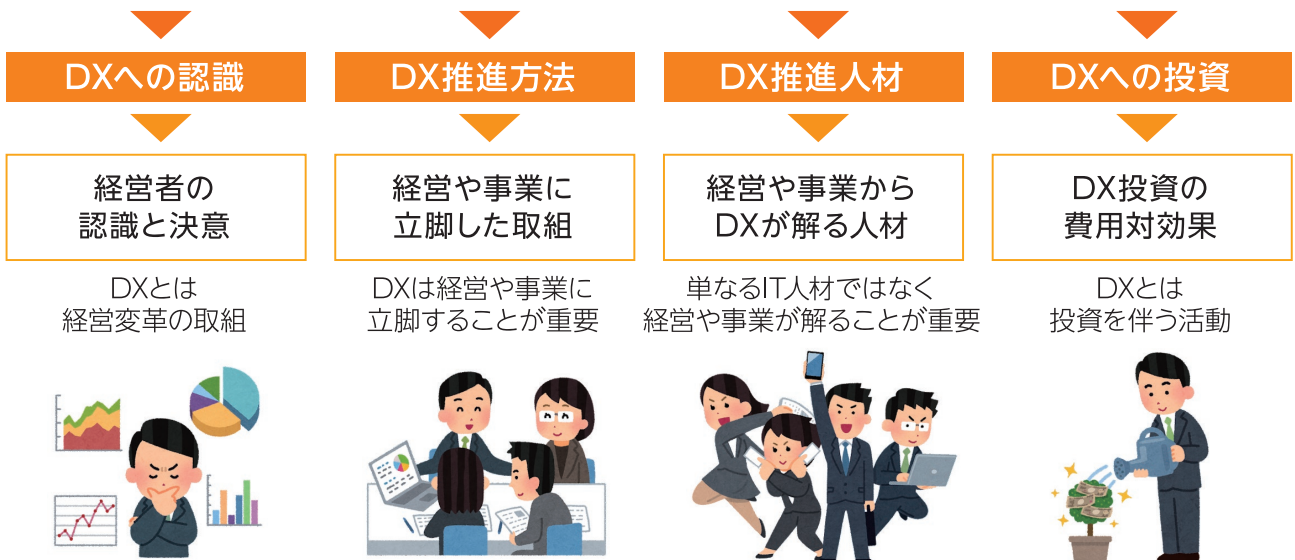 DXへの認識
経営者の
認識と決意
DXとは
経営変革の取組
DX推進方法
経営や事業に
立脚した取組
DXは経営や事業に
立脚することが重要
DX推進人材
経営や事業から
DXが解る人材
単なるIT人材ではなく
経営や事業が解ることが重要
DXへの投資
DX投資の
費用対効果
DXとは
投資を伴う活動